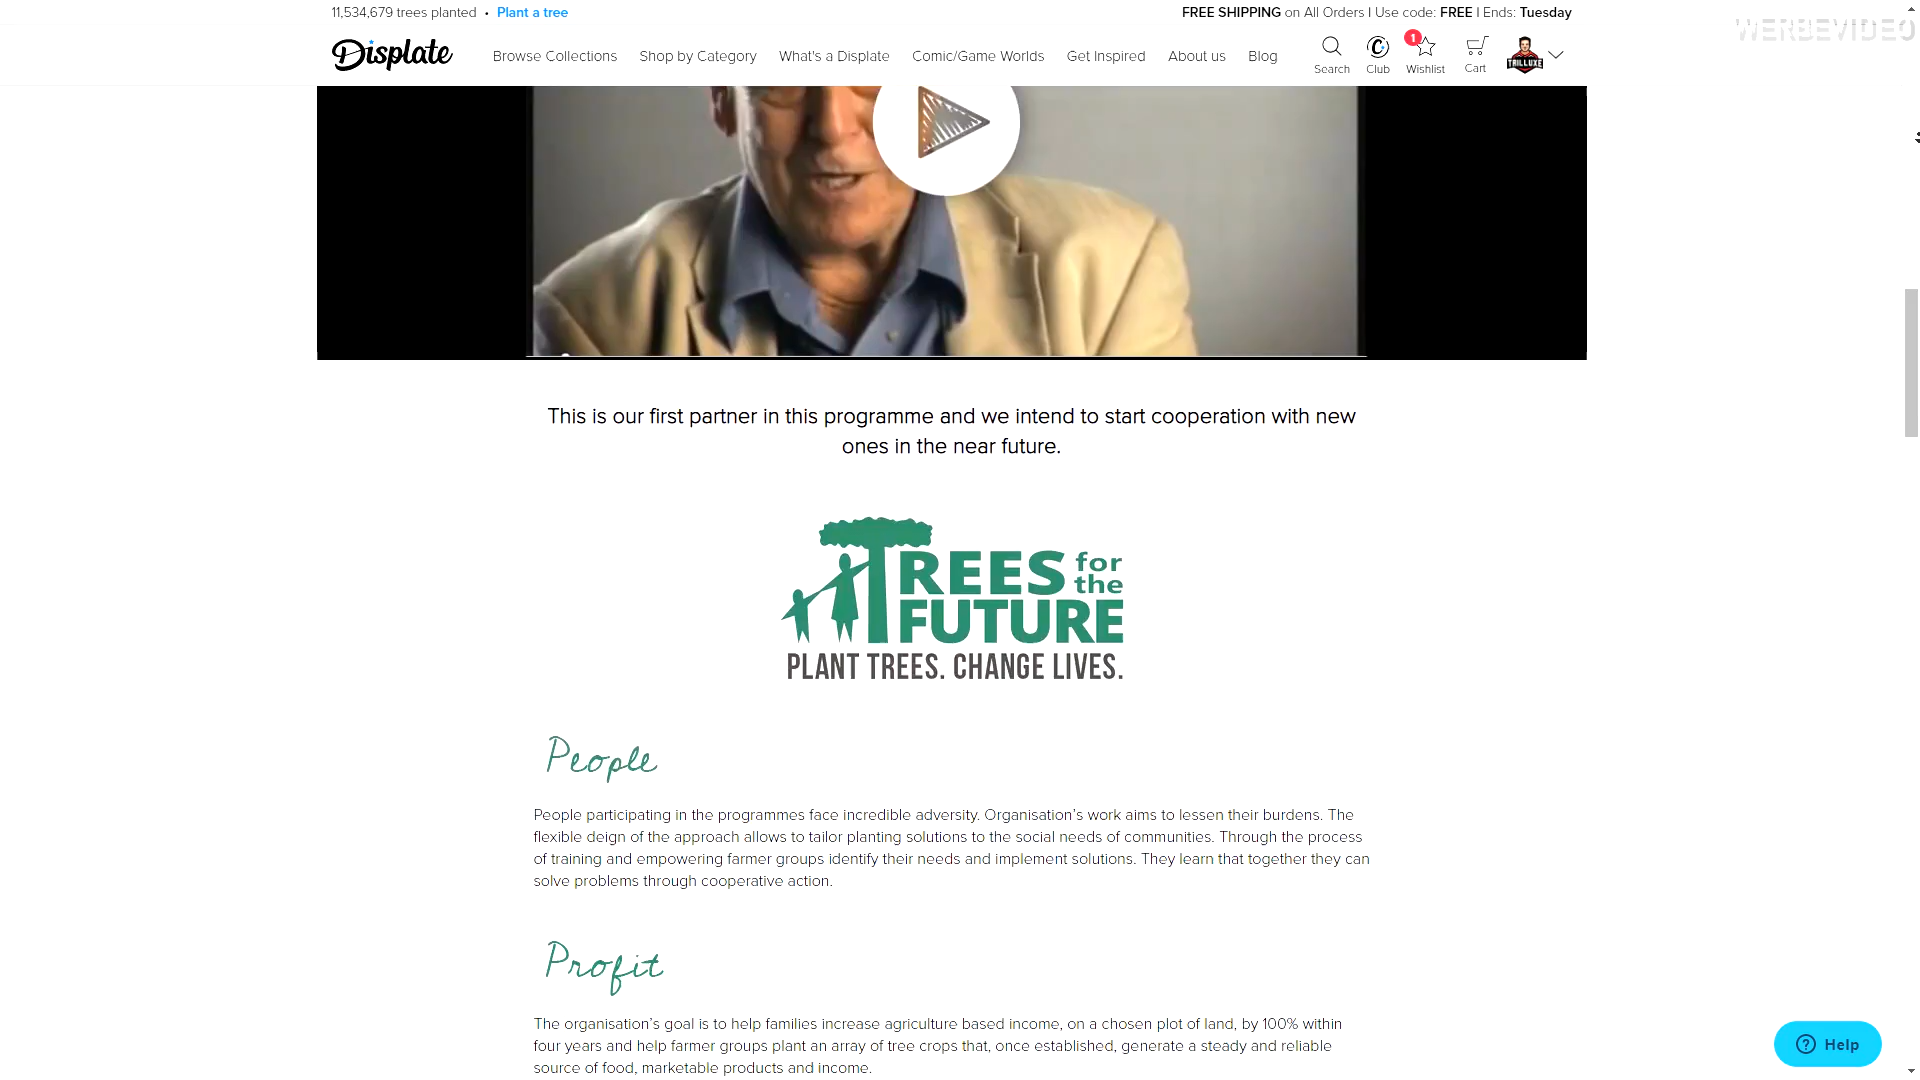 11,534,679 trees planted • Plant a tree
FREE SHIPPING on All Orders I Use code: FREE I Ends: Tuesday
WERBEVIDEO
Displate
Browse Collections
Shop by Category
What's a Displate
Comic/Game Worlds
Get Inspired
About us
Blog
Search
Club
1
Wishlist
Cart
TRILLUXE
This is our first partner in this programme and we intend to start cooperation with new
ones in the near future.
TREES for the
FUTURE
PLANT TREES. CHANGE LIVES.
People
People participating in the programmes face incredible adversity. Organisation's work aims to lessen their burdens. The
flexible deign of the approach allows to tailor planting solutions to the social needs of communities. Through the process
of training and empowering farmer groups identify their needs and implement solutions. They learn that together they can
solve problems through cooperative action.
Profit
The organisation's goal is to help families increase agriculture based income, on a chosen plot of land, by 100% within
four years and help farmer groups plant an array of tree crops that, once established, generate a steady and reliable
source of food, marketable products and income.
? Help